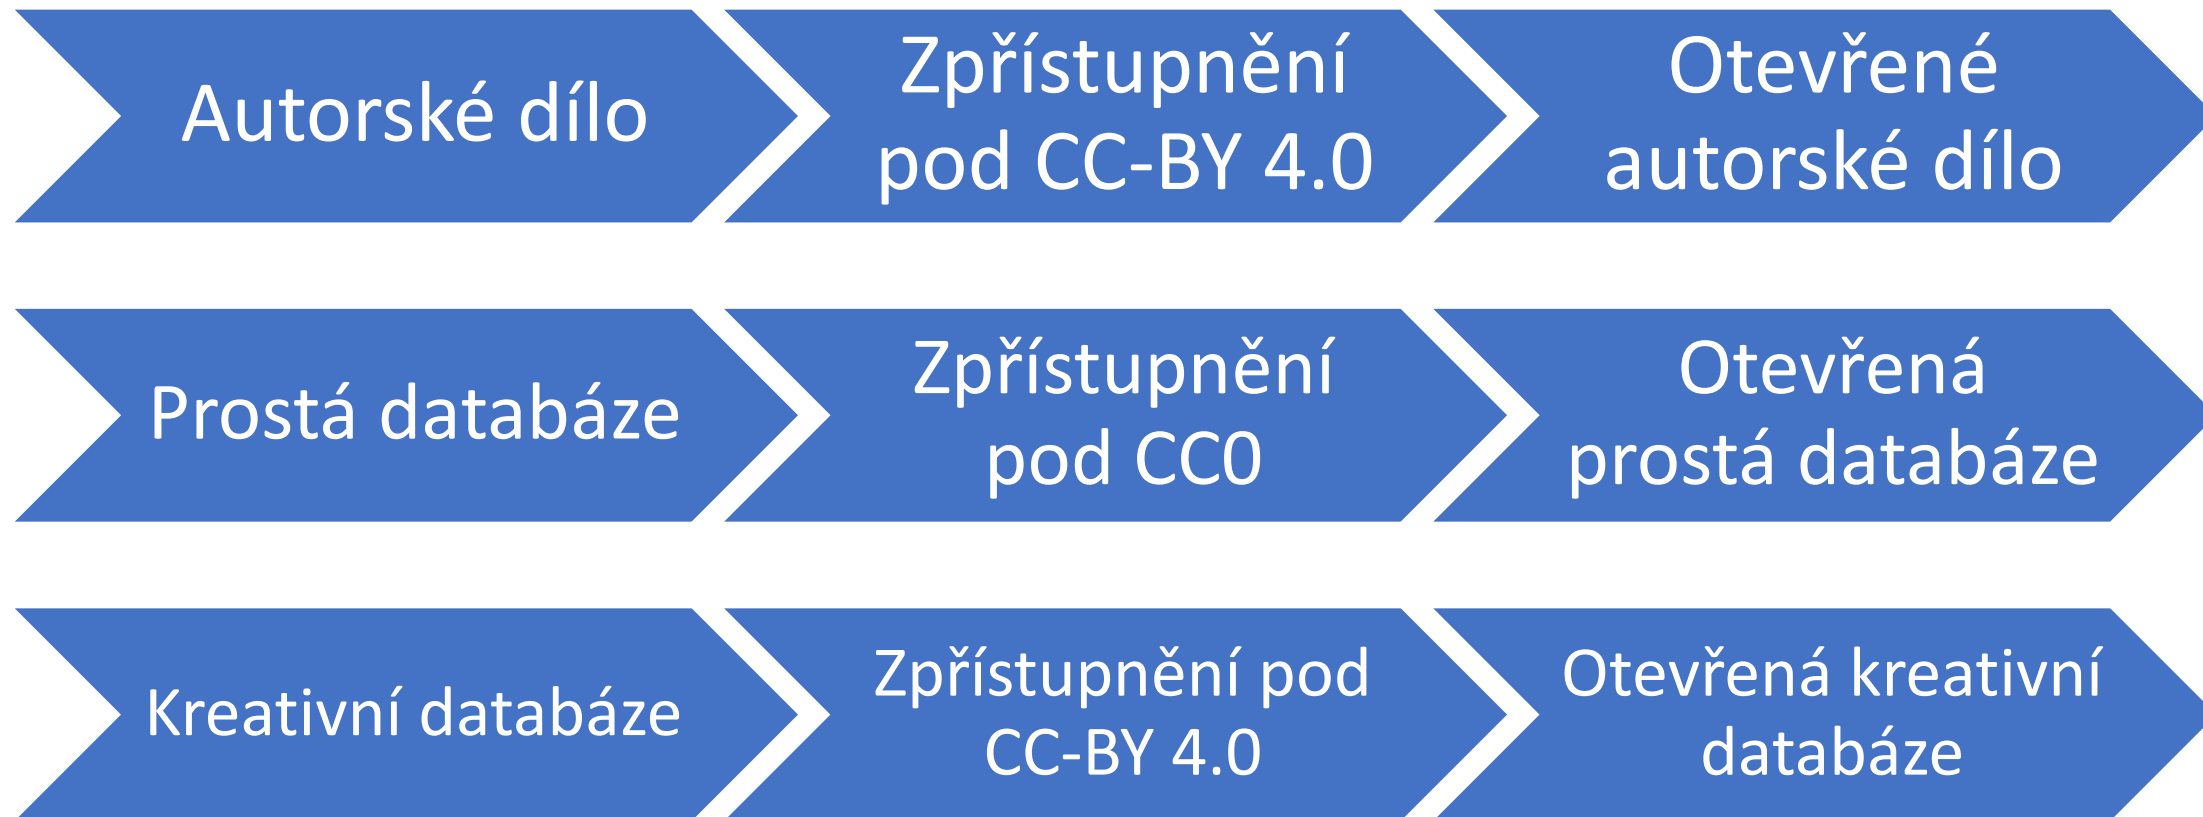 Autorské dílo
Zpřístupnění
pod CC-BY 4.0
Otevřené
autorské dílo
Prostá databáze
Zpřístupnění
pod CC0
Otevřená
prostá databáze
Kreativní databáze
Zpřístupnění pod
CC-BY 4.0
Otevřená kreativní
databáze